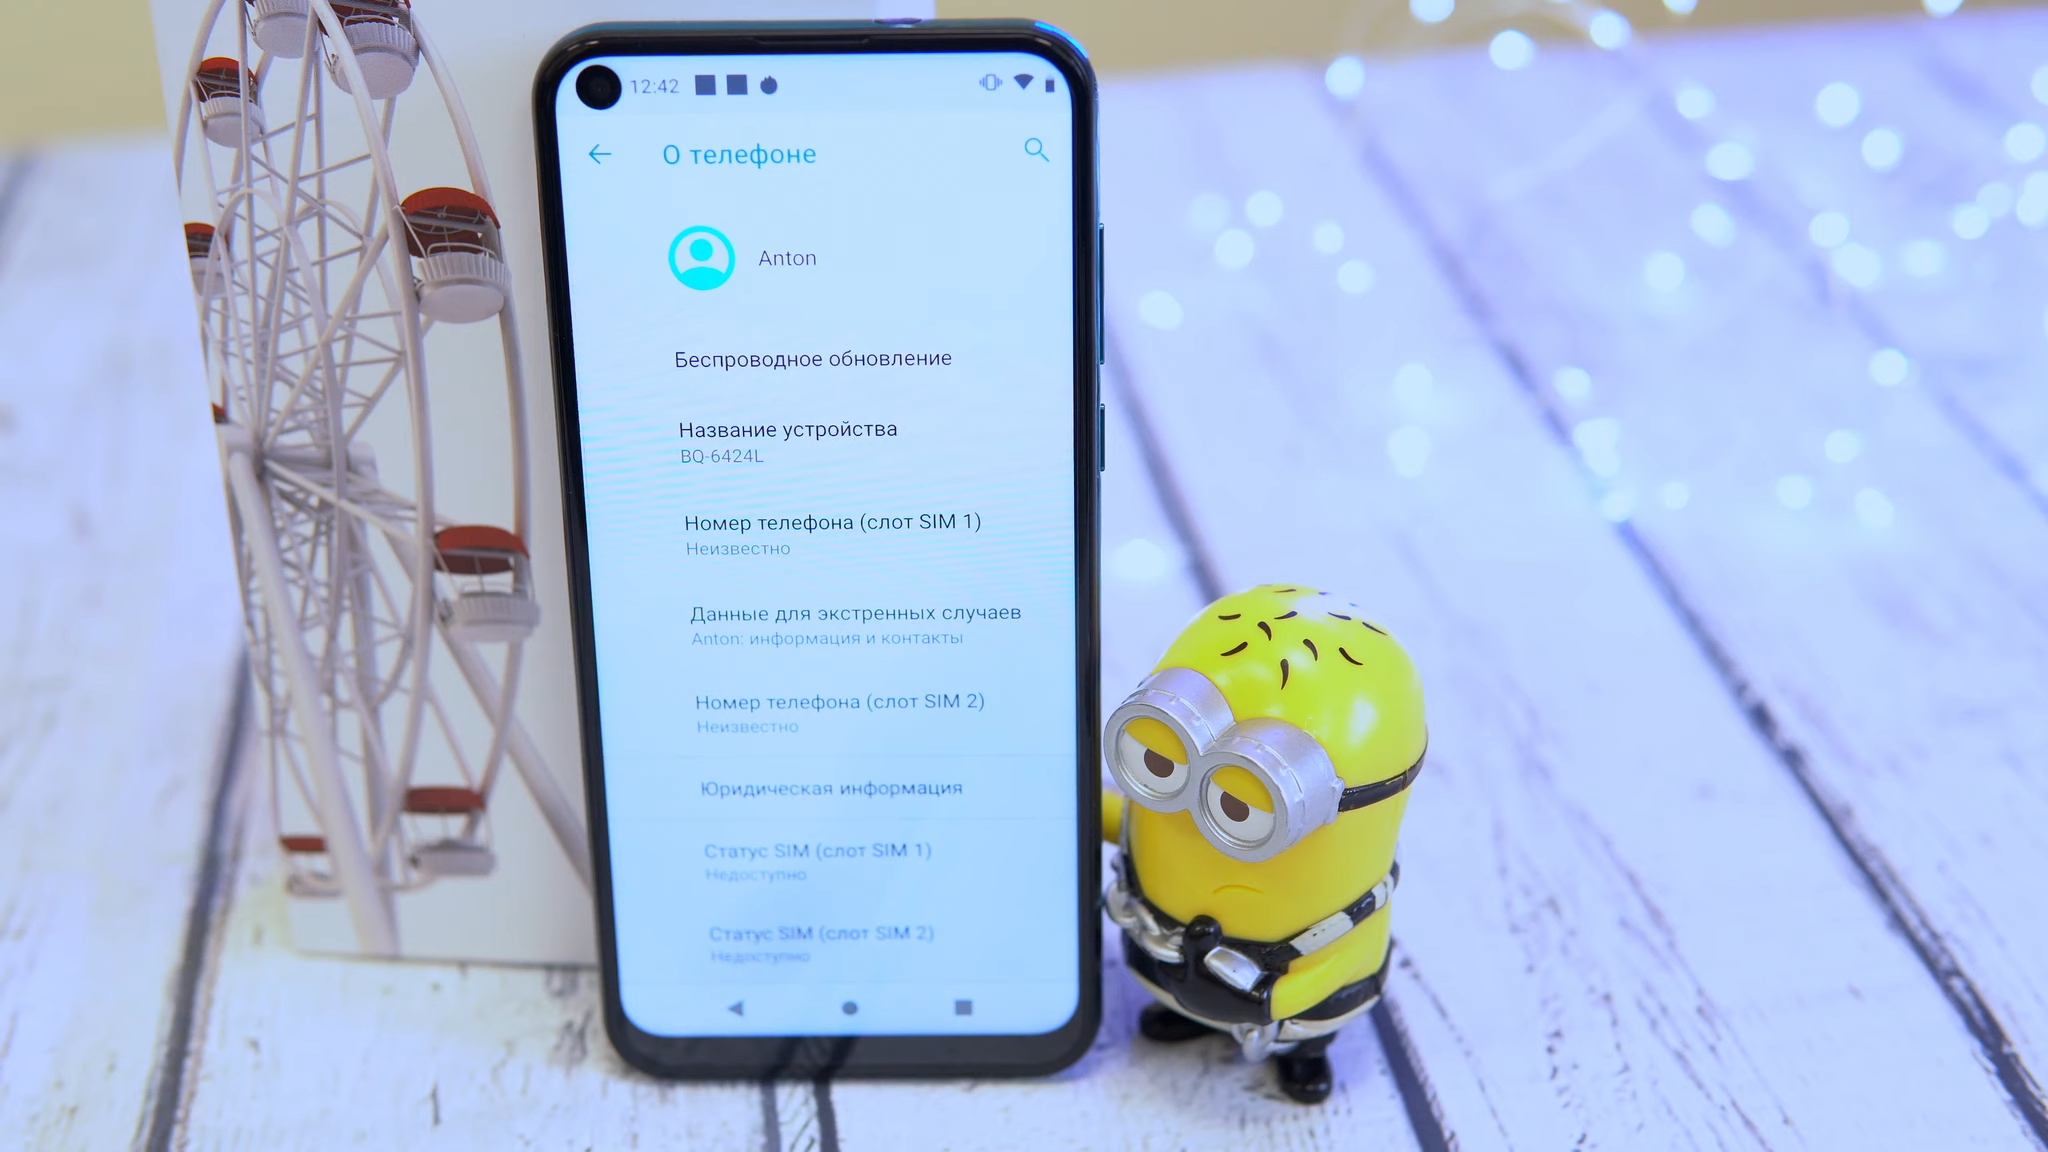 12:42
О телефоне
Anton
Беспроводное обновление
Название устройства
BQ-6424L
Номер телефона (слот SIM 1)
Неизвестно
Данные для экстренных случаев
Anton: информация и контакты
Номер телефона (слот SIM 2)
Неизвестно
Юридическая информация
Статус SIM (слот SIM 1)
Недоступно
Статус SIM (слот SIM 2)
Недоступно